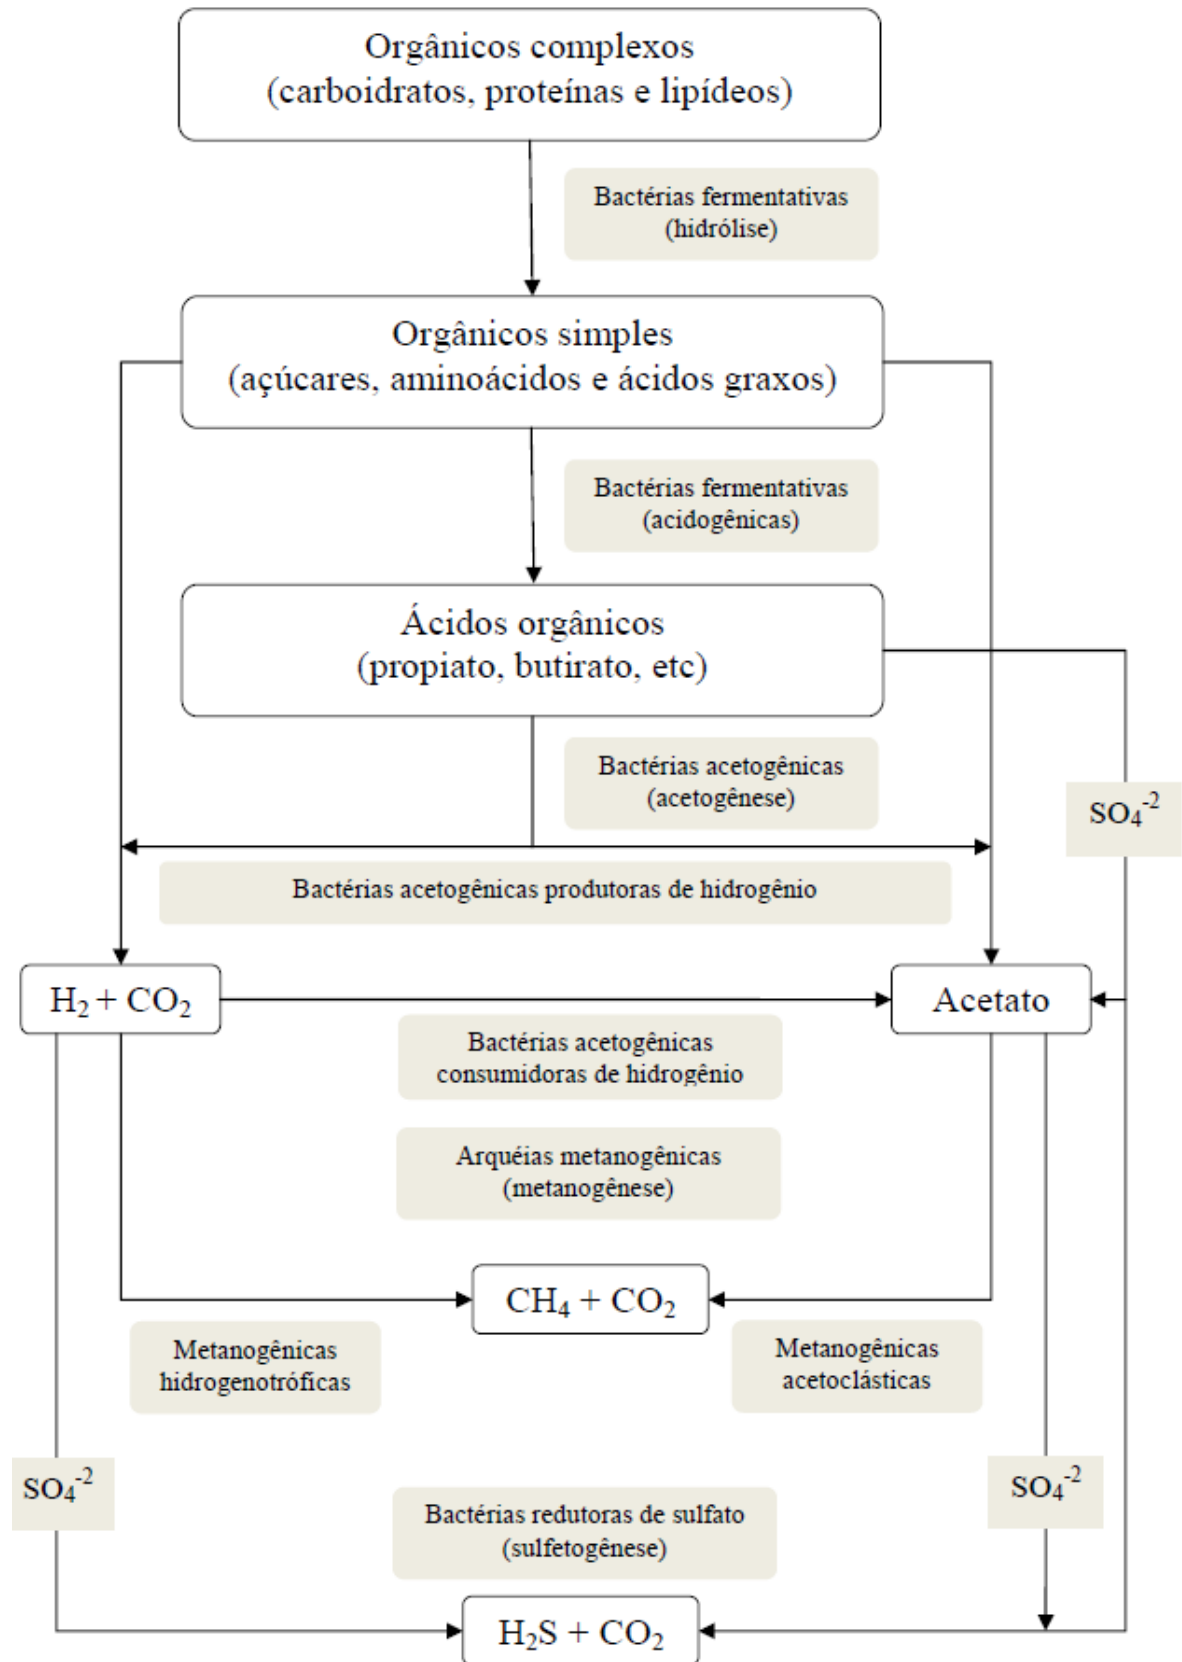 Orgânicos complexos
(carboidratos, proteínas e lipídeos)
Bactérias fermentativas
(hidrólise)
Orgânicos simples
(açúcares, aminoácidos e ácidos graxos)
Bactérias fermentativas
(acidogênicas)
Ácidos orgânicos
(propiato, butirato, etc)
Bactérias acetogênicas
(acetogênese)
SO₄⁻²
Bactérias acetogênicas produtoras de hidrogênio
H₂ + CO₂
Acetato
Bactérias acetogênicas
consumidoras de hidrogênio
Arquéias metanogênicas
(metanogênese)
CH₄ + CO₂
Metanogênicas
hidrogenotróficas
Metanogênicas
acetoclásticas
SO₄⁻²
SO₄⁻²
Bactérias redutoras de sulfato
(sulfetogênese)
H₂S + CO₂